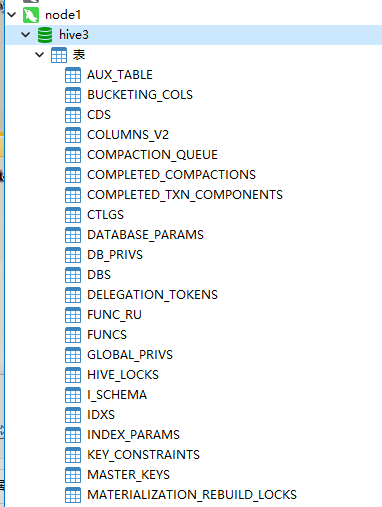 node1
hive3
表
AUX_TABLE
BUCKETING_COLS
CDS
COLUMNS_V2
COMPACTION_QUEUE
COMPLETED_COMPACTIONS
COMPLETED_TXN_COMPONENTS
CTLGS
DATABASE_PARAMS
DB_PRIVS
DBS
DELEGATION_TOKENS
FUNC_RU
FUNCS
GLOBAL_PRIVS
HIVE_LOCKS
I_SCHEMA
IDXS
INDEX_PARAMS
KEY_CONSTRAINTS
MASTER_KEYS
MATERIALIZATION_REBUILD_LOCKS